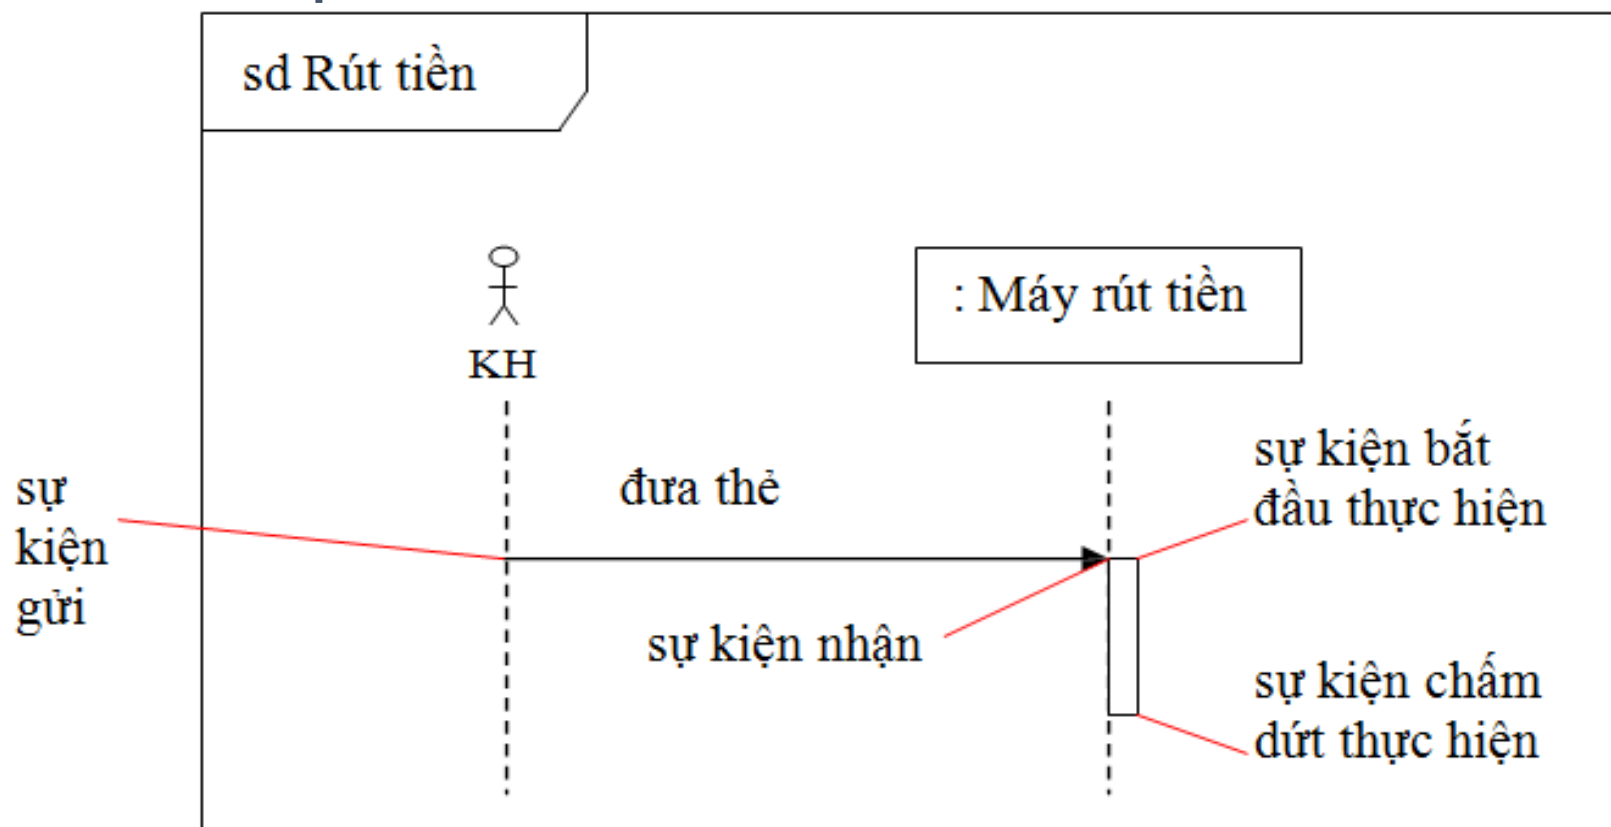 sd Rút tiền
: Máy rút tiền
KH
sự kiện bắt
đầu thực hiện
đưa thẻ
sự
kiện
gửi
sự kiện nhận
sự kiện chấm
dứt thực hiện